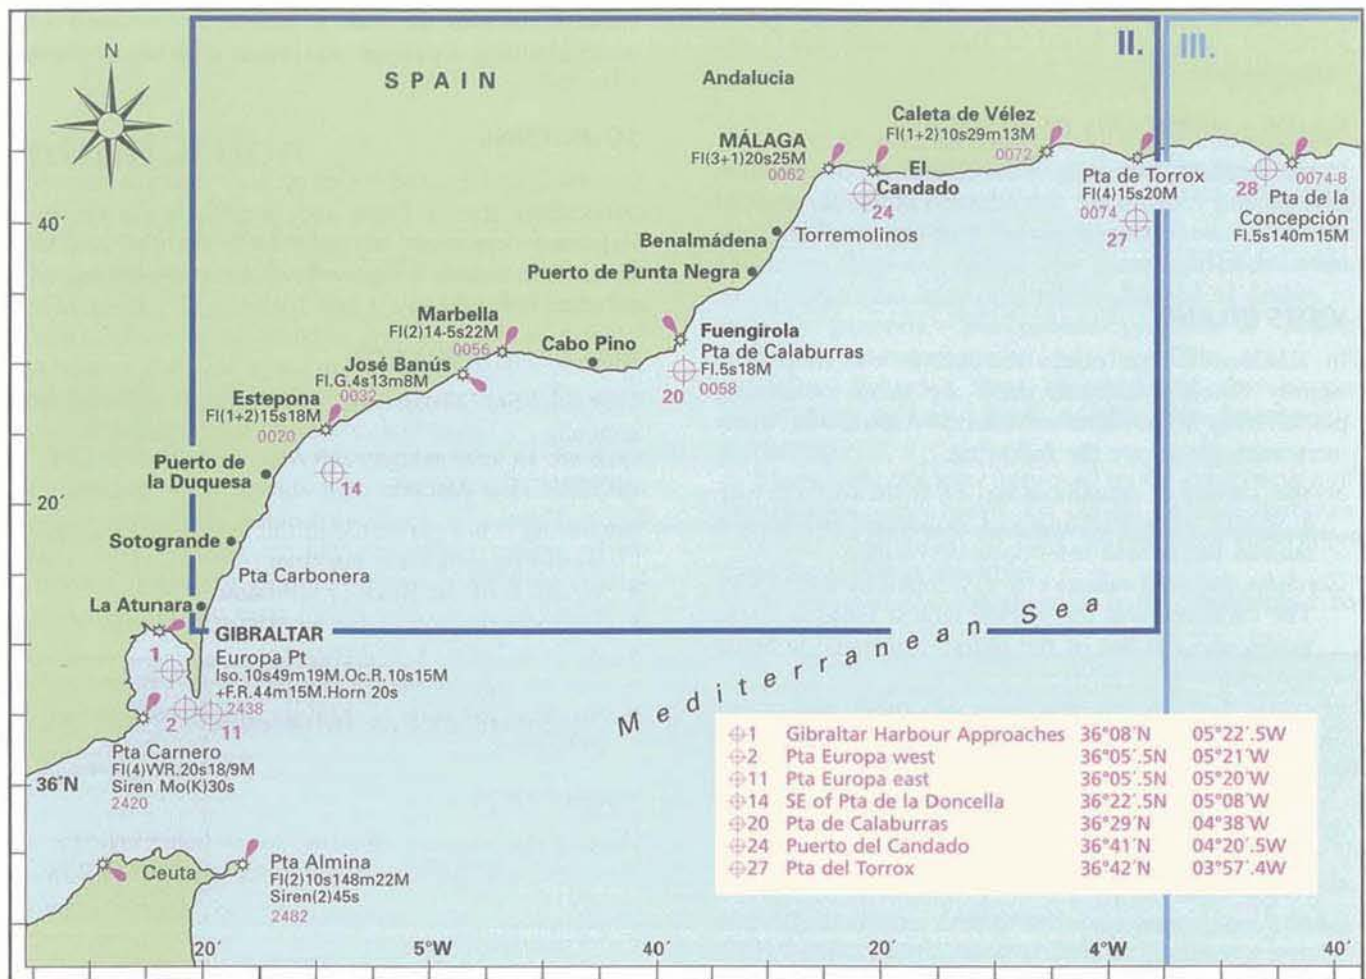 N
SPAIN
Andalucia
II.
III.
Caleta de Vélez
Fl(1+2)10s29m13M
0072
MÁLAGA
Fl(3+1)20s25M
0062
El
Candado
24
Pta de Torrox
Fl(4)15s20M
0074
27
28
0074·8
Pta de la
Concepción
Fl.5s140m15M
40´
Benalmádena
Torremolinos
Puerto de Punta Negra
Marbella
Fl(2)14·5s22M
0056
Cabo Pino
Fuengirola
Pta de Calaburras
Fl.5s18M
0058
20
José Banús
Fl.G.4s13m8M
0032
Estepona
Fl(1+2)15s18M
0020
Puerto de
la Duquesa
14
20´
Sotogrande
Pta Carbonera
La Atunara
GIBRALTAR
Europa Pt
Iso.10s49m19M.Oc.R.10s15M
+F.R.44m15M.Horn 20s
2438
1
2
11
Mediterranean Sea
Pta Carnero
Fl(4)WR.20s18/9M
Siren Mo(K)30s
2420
36°N
1 Gibraltar Harbour Approaches 36°08´N 05°22´.5W
2 Pta Europa west 36°05´.5N 05°21´W
11 Pta Europa east 36°05´.5N 05°20´W
14 SE of Pta de la Doncella 36°22´.5N 05°08´W
20 Pta de Calaburras 36°29´N 04°38´W
24 Puerto del Candado 36°41´N 04°20´.5W
27 Pta del Torrox 36°42´N 03°57´.4W
Ceuta
Pta Almina
Fl(2)10s148m22M
Siren(2)45s
2482
20´ 5°W 40´ 20´ 4°W 40´